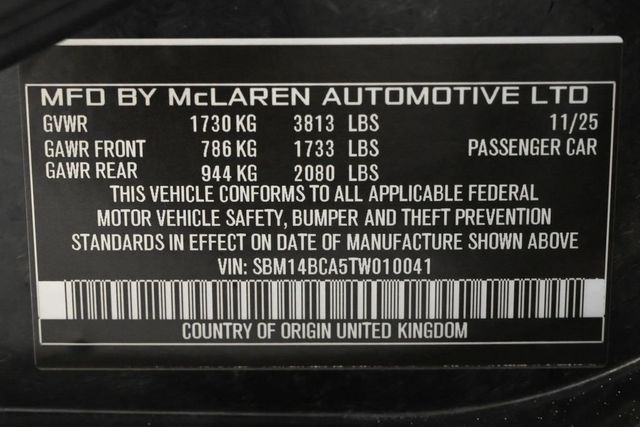 MFD BY McLAREN AUTOMOTIVE LTD
GVWR 1730 KG 3813 LBS 11/25
GAWR FRONT 786 KG 1733 LBS PASSENGER CAR
GAWR REAR 944 KG 2080 LBS
THIS VEHICLE CONFORMS TO ALL APPLICABLE FEDERAL
MOTOR VEHICLE SAFETY, BUMPER AND THEFT PREVENTION
STANDARDS IN EFFECT ON DATE OF MANUFACTURE SHOWN ABOVE
VIN: SBM14BCA5TW010041
COUNTRY OF ORIGIN UNITED KINGDOM